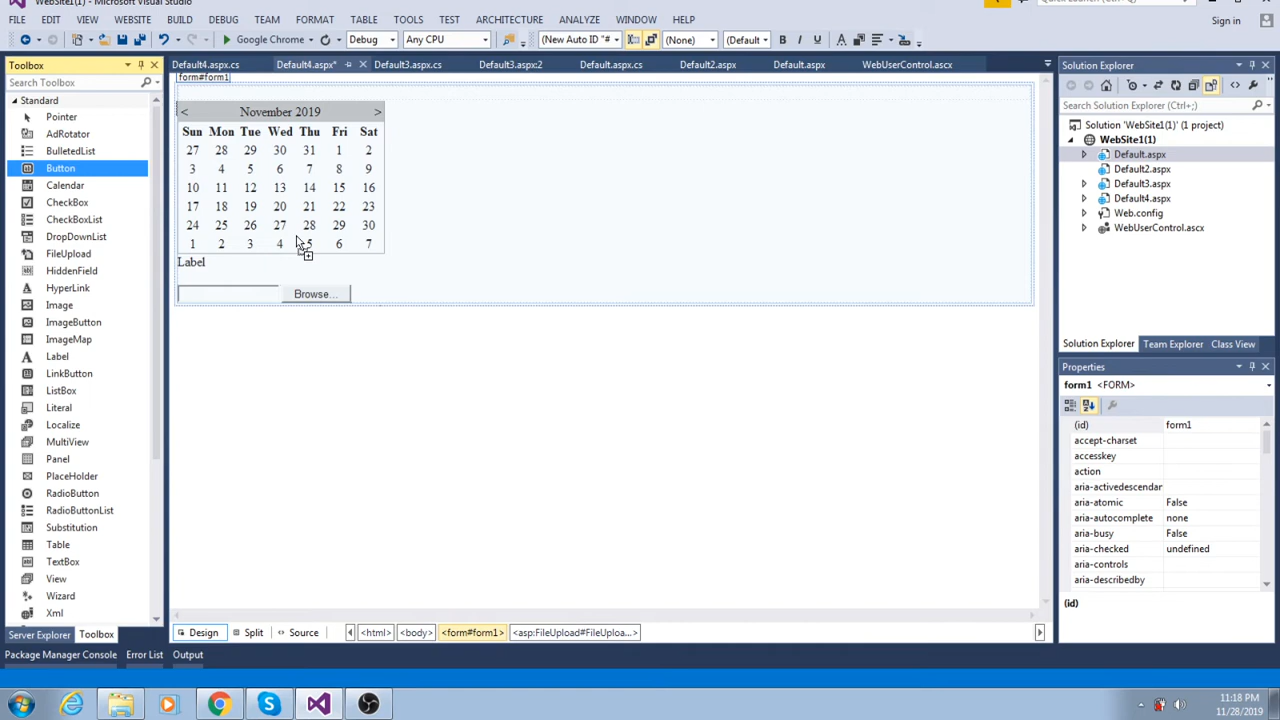 WebSite1(1) - Microsoft Visual Studio
Quick Launch (Ctrl+Q)
FILE EDIT VIEW WEBSITE BUILD DEBUG TEAM FORMAT TABLE TOOLS TEST ARCHITECTURE ANALYZE WINDOW HELP
Sign in
Google Chrome Debug Any CPU (New Auto ID "# (None) (Default B I U A
Toolbox
Search Toolbox
Standard
Pointer
AdRotator
BulletedList
Button
Calendar
CheckBox
CheckBoxList
DropDownList
FileUpload
HiddenField
HyperLink
Image
ImageButton
ImageMap
Label
LinkButton
ListBox
Literal
Localize
MultiView
Panel
PlaceHolder
RadioButton
RadioButtonList
Substitution
Table
TextBox
View
Wizard
Xml
Server Explorer Toolbox
Default4.aspx.cs Default4.aspx* Default3.aspx.cs Default3.aspx2 Default.aspx.cs Default2.aspx Default.aspx WebUserControl.ascx
form#form1
< November 2019 >
Sun Mon Tue Wed Thu Fri Sat
27 28 29 30 31 1 2
3 4 5 6 7 8 9
10 11 12 13 14 15 16
17 18 19 20 21 22 23
24 25 26 27 28 29 30
1 2 3 4 5 6 7
Label
Browse...
Design Split Source <html> <body> <form#form1> <asp:FileUpload#FileUploa...>
Solution Explorer
Search Solution Explorer (Ctrl+;)
Solution 'WebSite1(1)' (1 project)
WebSite1(1)
Default.aspx
Default2.aspx
Default3.aspx
Default4.aspx
Web.config
WebUserControl.ascx
Solution Explorer Team Explorer Class View
Properties
form1 <FORM>
(id) form1
accept-charset
accesskey
action
aria-activedescendar
aria-atomic False
aria-autocomplete none
aria-busy False
aria-checked undefined
aria-controls
aria-describedby
(id)
Package Manager Console Error List Output
11:18 PM
11/28/2019